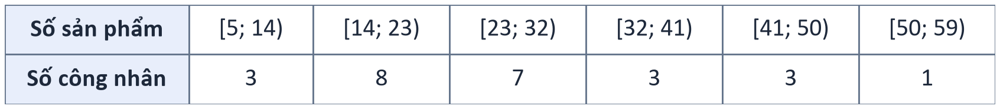 Số sản phẩm [5; 14) [14; 23) [23; 32) [32; 41) [41; 50) [50; 59)
Số công nhân 3 8 7 3 3 1